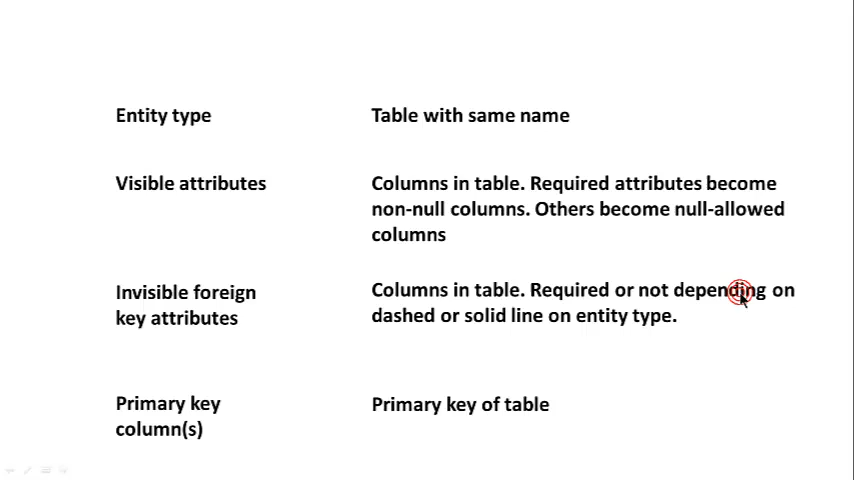 Entity type
Table with same name
Visible attributes
Columns in table. Required attributes become
non-null columns. Others become null-allowed
columns
Invisible foreign
key attributes
Columns in table. Required or not depending on
dashed or solid line on entity type.
Primary key
column(s)
Primary key of table